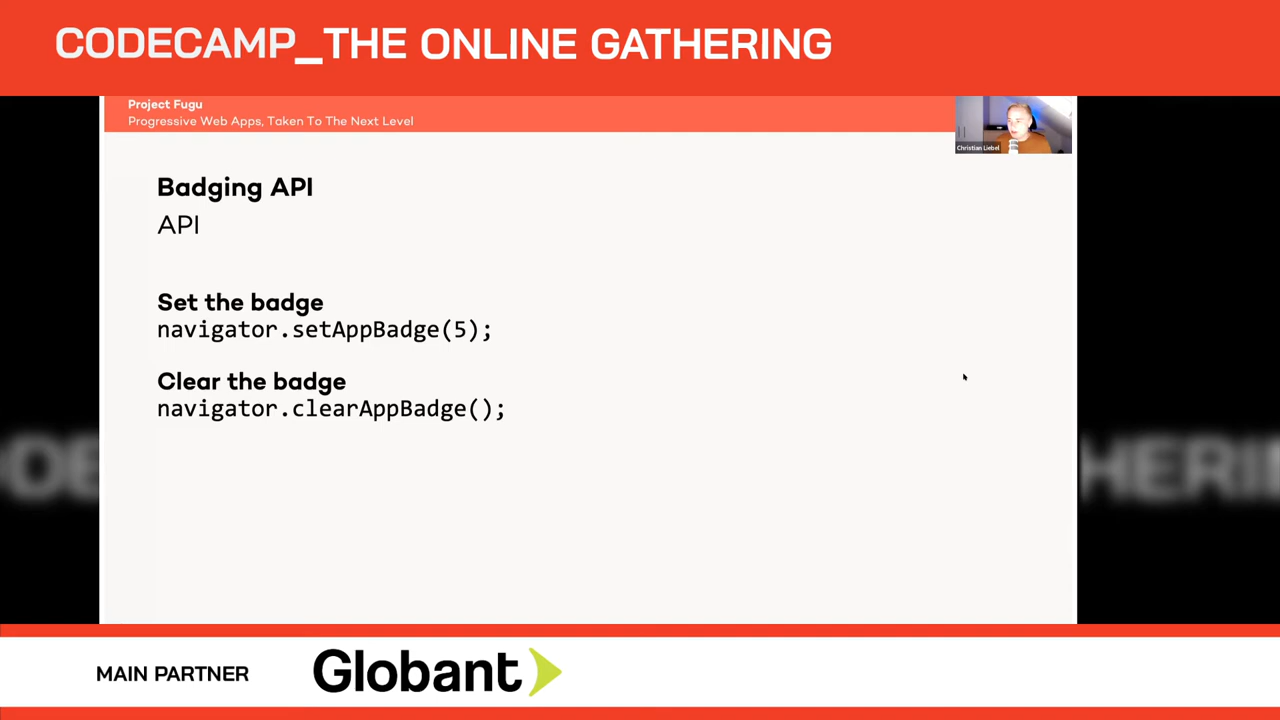 CODECAMP_THE ONLINE GATHERING
Project Fugu
Progressive Web Apps, Taken To The Next Level
Christian Liebel
Badging API
API
Set the badge
navigator.setAppBadge(5);
Clear the badge
navigator.clearAppBadge();
MAIN PARTNER
Globant